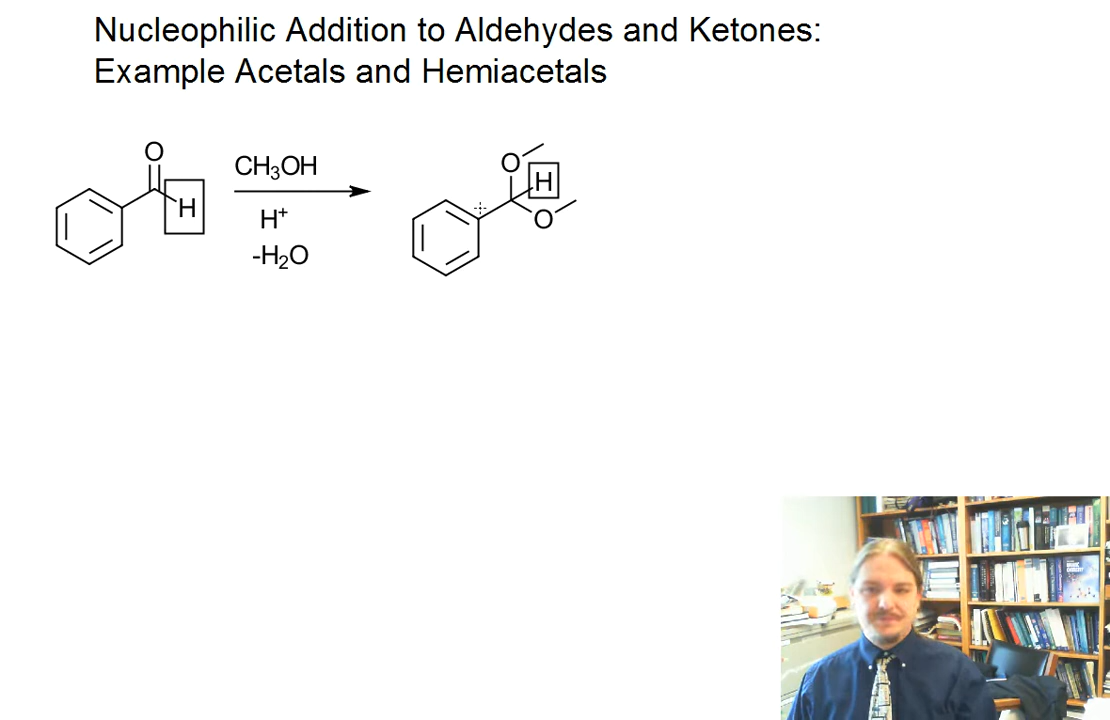 Nucleophilic Addition to Aldehydes and Ketones:
Example Acetals and Hemiacetals
O
H
CH₃OH
H⁺
-H₂O
O
H
O